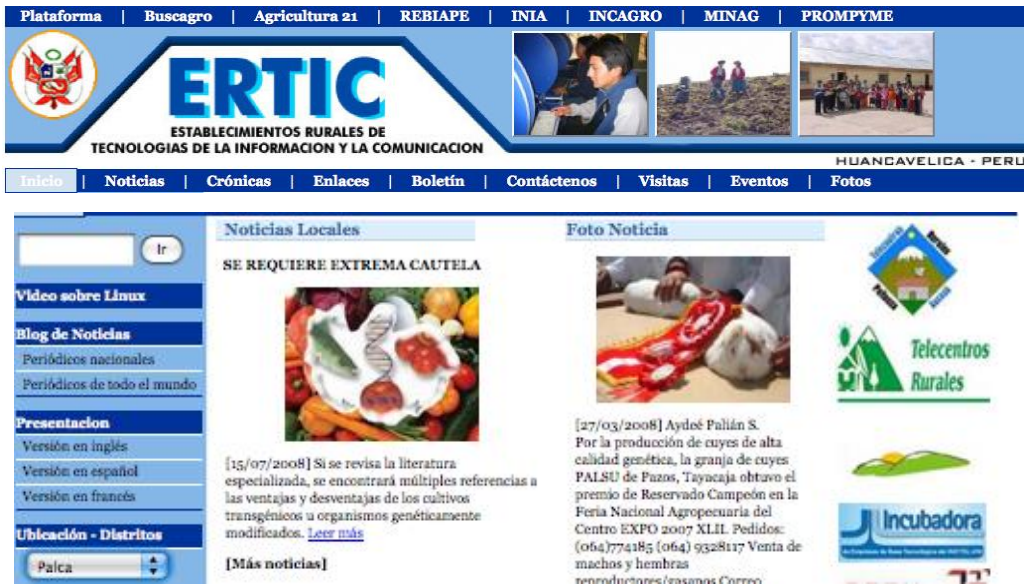 Plataforma | Buscagro | Agricultura 21 | REBIAPE | INIA | INCAGRO | MINAG | PROMPYME
ERTIC
ESTABLECIMIENTOS RURALES DE
TECNOLOGIAS DE LA INFORMACION Y LA COMUNICACION
HUANCAVELICA - PERU
Inicio | Noticias | Crónicas | Enlaces | Boletín | Contáctenos | Visitas | Eventos | Fotos
Ir
Video sobre Linux
Blog de Noticias
Periódicos nacionales
Periódicos de todo el mundo
Presentacion
Versión en inglés
Versión en español
Versión en francés
Ubicación - Distritos
Palca
Noticias Locales
SE REQUIERE EXTREMA CAUTELA
[15/07/2008] Si se revisa la literatura
especializada, se encontrará múltiples referencias a
las ventajas y desventajas de los cultivos
transgénicos u organismos genéticamente
modificados. Leer más
[Más noticias]
Foto Noticia
[27/03/2008] Aydeé Palián S.
Por la producción de cuyes de alta
calidad genética, la granja de cuyes
PALSU de Pazos, Tayacaja obtuvo el
premio de Reservado Campeón en la
Feria Nacional Agropecuaria del
Centro EXPO 2007 XLII. Pedidos:
(064)774185 (064) 9328117 Venta de
machos y hembras
reproductores/gasapos Correo
Telecentros
Rurales
Incubadora